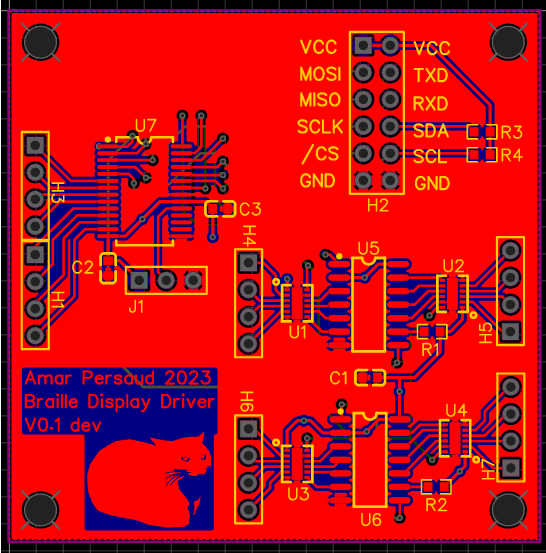 VCC VCC
MOSI TXD
MISO RXD
SCLK SDA R3
/CS SCL R4
GND GND
H2
U7
H3
C3
H4
U5
C2
U2
H1
J1
U1
R1
H5
C1
Amar Persaud 2023
Braille Display Driver
V0.1 dev
H6
U4
H7
U3
R2
U6